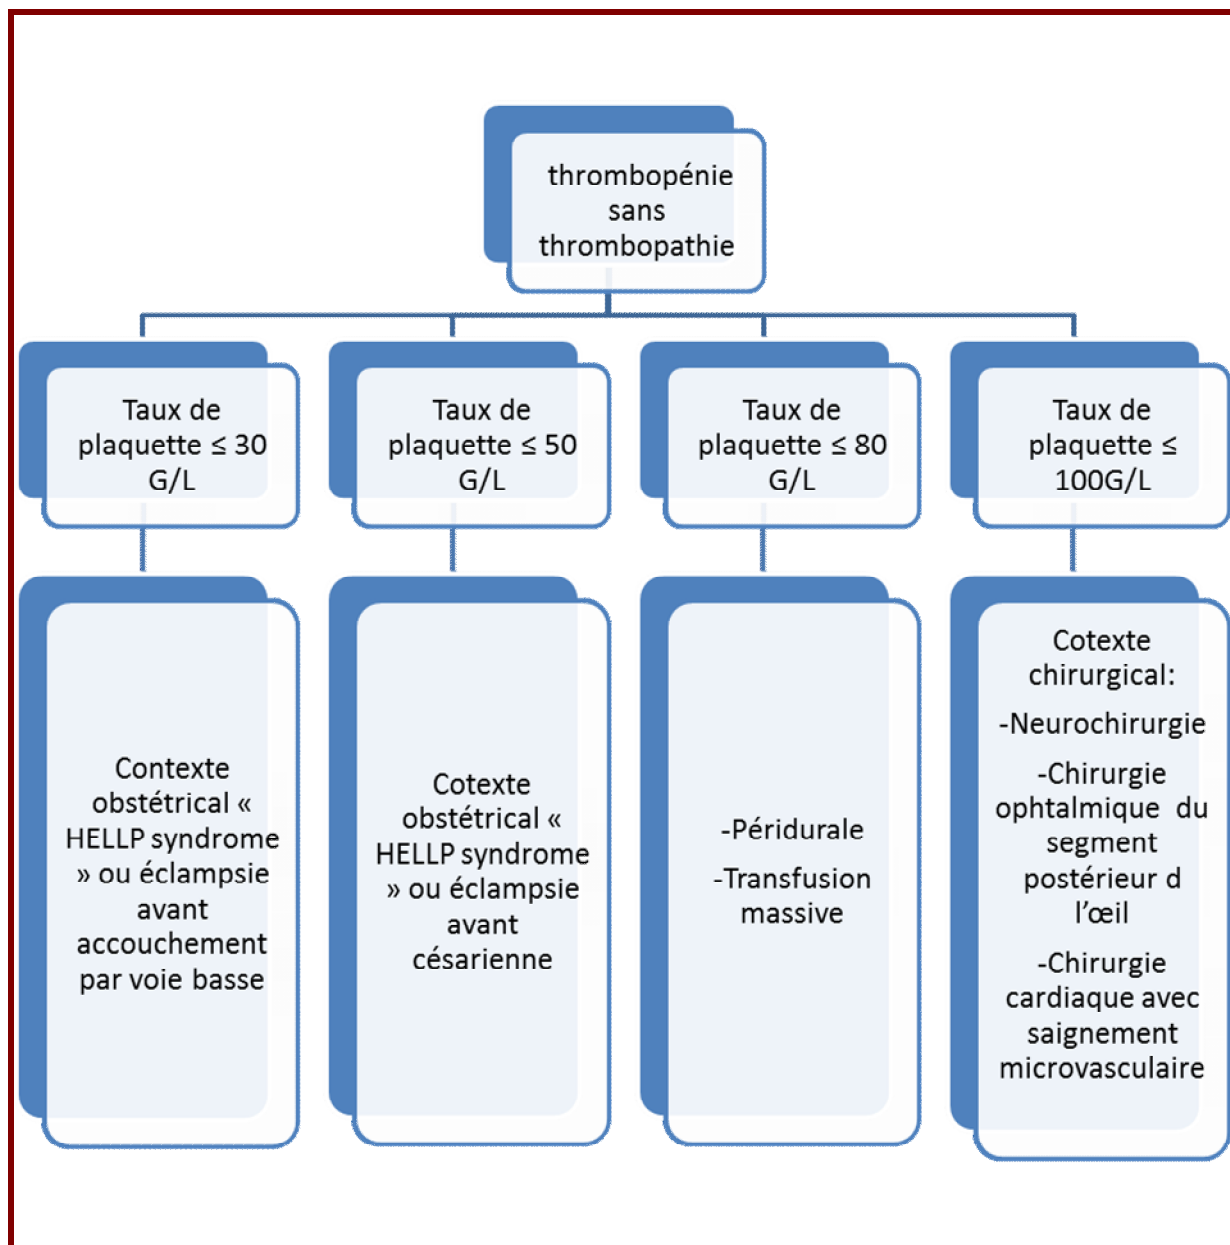 thrombopénie
sans
thrombopathie
Taux de
plaquette ≤ 30
G/L
Taux de
plaquette ≤ 50
G/L
Taux de
plaquette ≤ 80
G/L
Taux de
plaquette ≤
100G/L
Contexte
obstétrical «
HELLP syndrome
» ou éclampsie
avant
accouchement
par voie basse
Cotexte
obstétrical «
HELLP syndrome
» ou éclampsie
avant
césarienne
-Péridurale
-Transfusion
massive
Cotexte
chirurgical:
-Neurochirurgie
-Chirurgie
ophtalmique du
segment
postérieur d
l’œil
-Chirurgie
cardiaque avec
saignement
microvasculaire